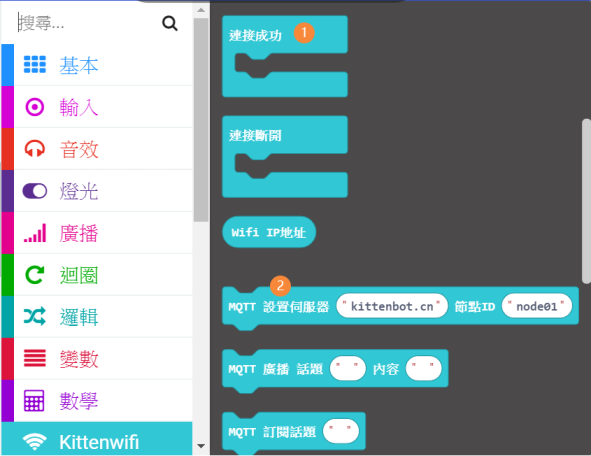 搜尋...
基本
輸入
音效
燈光
廣播
迴圈
邏輯
變數
數學
Kittenwifi
連接成功 1
連接斷開
Wifi IP地址
2
MQTT 設置伺服器 "kittenbot.cn" 節點ID "node01"
MQTT 廣播 話題 " " 內容 " "
MQTT 訂閱話題 " "